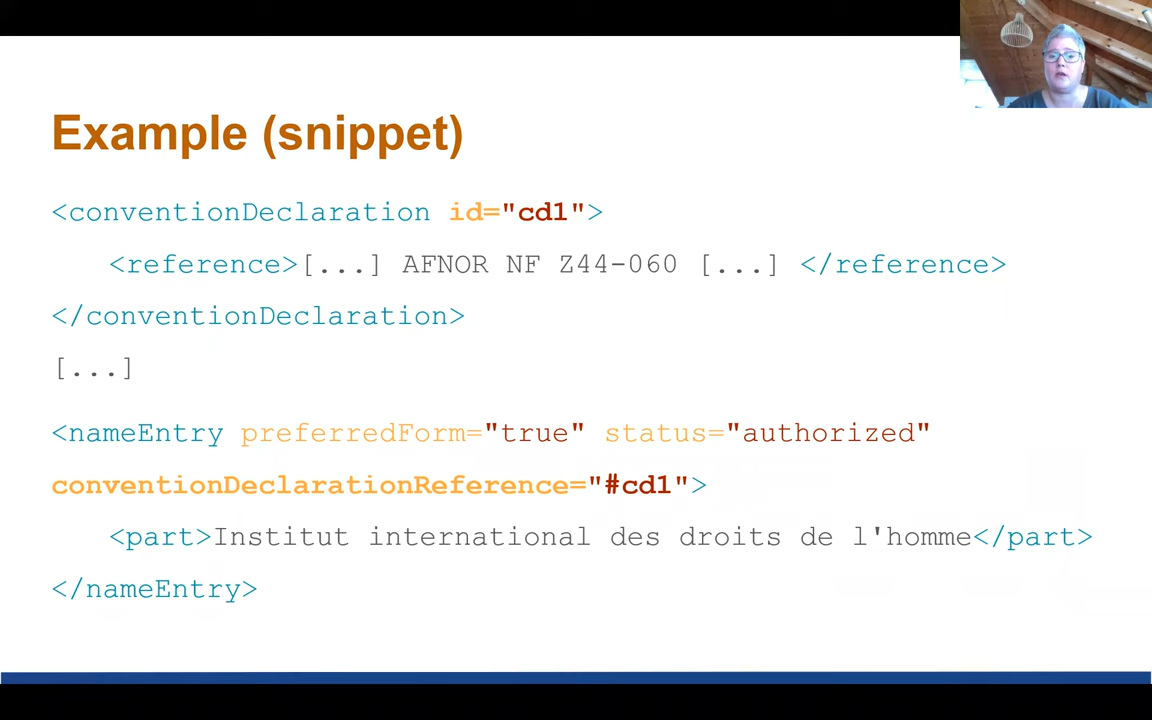 Example (snippet)
<conventionDeclaration id="cd1">
<reference>[...] AFNOR NF Z44-060 [...] </reference>
</conventionDeclaration>
[...]
<nameEntry preferredForm="true" status="authorized"
conventionDeclarationReference="#cd1">
<part>Institut international des droits de l'homme</part>
</nameEntry>